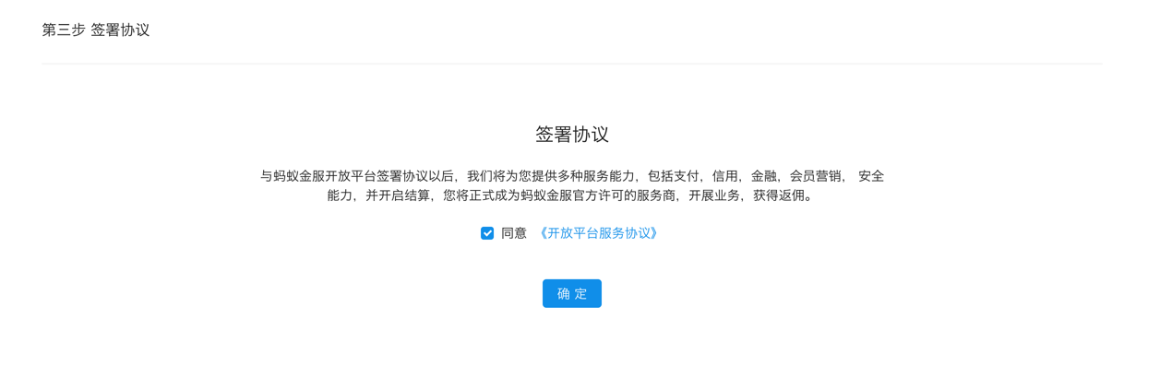 第三步 签署协议
签署协议
与蚂蚁金服开放平台签署协议以后，我们将为您提供多种服务能力，包括支付，信用，金融，会员营销， 安全
能力，并开启结算，您将正式成为蚂蚁金服官方许可的服务商，开展业务，获得返佣。
同意 《开放平台服务协议》
确 定